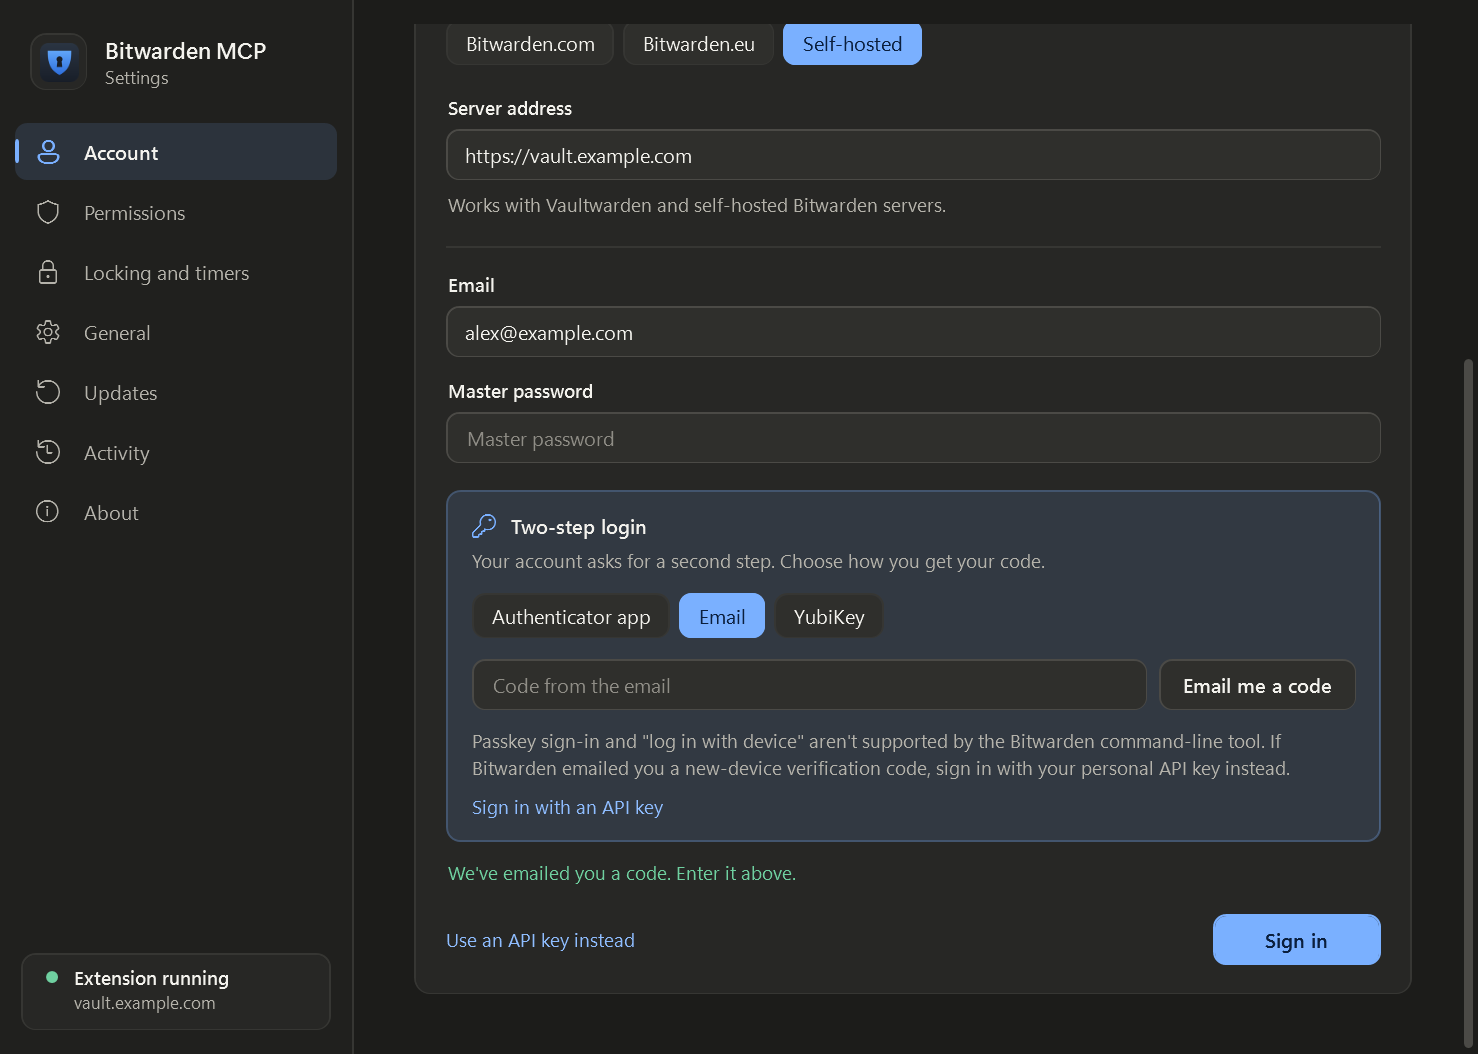 Bitwarden MCP
Settings
Account
Permissions
Locking and timers
General
Updates
Activity
About
Extension running
vault.example.com
Bitwarden.com
Bitwarden.eu
Self-hosted
Server address
https://vault.example.com
Works with Vaultwarden and self-hosted Bitwarden servers.
Email
alex@example.com
Master password
Master password
Two-step login
Your account asks for a second step. Choose how you get your code.
Authenticator app
Email
YubiKey
Code from the email
Email me a code
Passkey sign-in and "log in with device" aren't supported by the Bitwarden command-line tool. If
Bitwarden emailed you a new-device verification code, sign in with your personal API key instead.
Sign in with an API key
We've emailed you a code. Enter it above.
Use an API key instead
Sign in